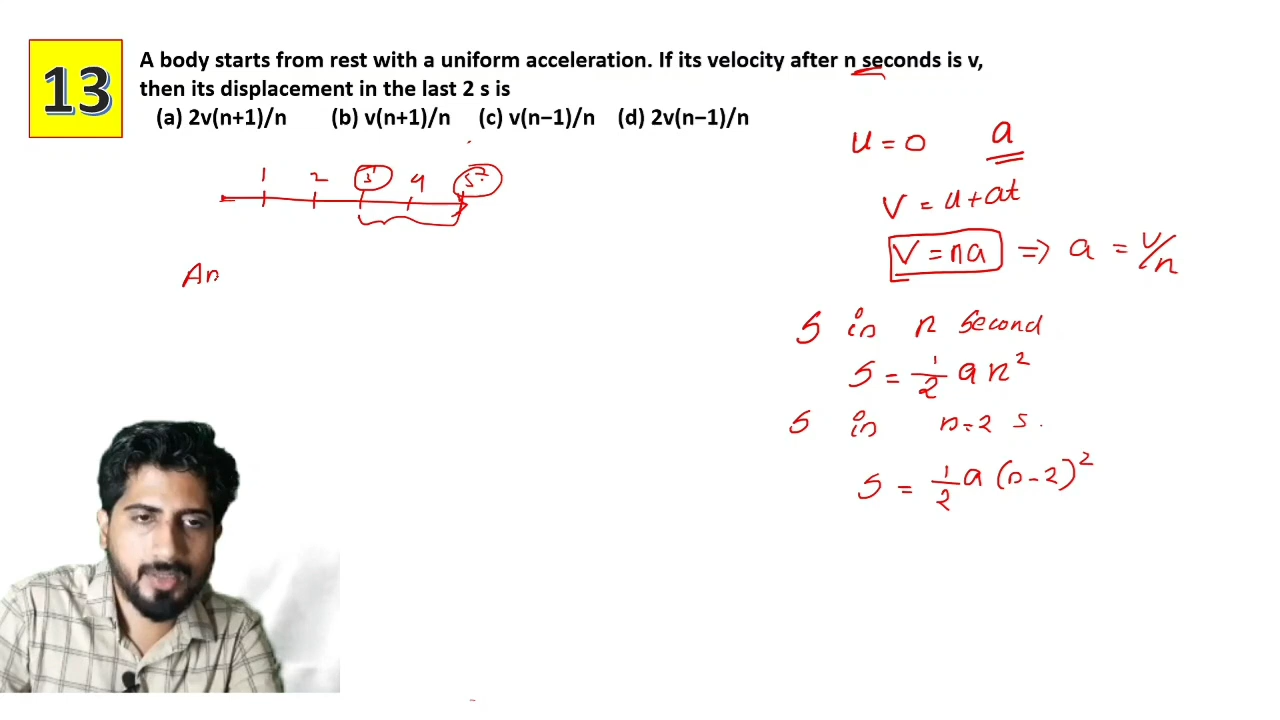 13
A body starts from rest with a uniform acceleration. If its velocity after n seconds is v,
then its displacement in the last 2 s is
(a) 2v(n+1)/n (b) v(n+1)/n (c) v(n−1)/n (d) 2v(n−1)/n
u = 0 a
1 2 4
V = u + at
V = na ⇒ a = v/n
An
S in n second
S = 1/2 a n²
S in n-2 s.
S = 1/2 a (n-2)²